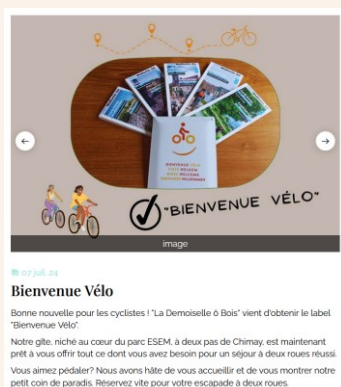 BIENVENUE VÉLO
"BIENVENUE VÉLO"
image
07 juil. 24
Bienvenue Vélo
Bonne nouvelle pour les cyclistes ! "La Demoiselle ô Bois" vient d'obtenir le label
"Bienvenue Vélo".
Notre gîte, niché au cœur du parc ESEM, à deux pas de Chimay, est maintenant
prêt à vous offrir tout ce dont vous avez besoin pour un séjour à deux roues réussi.
Vous aimez pédaler? Nous avons hâte de vous accueillir et de vous montrer notre
petit coin de paradis. Réservez vite pour votre escapade à deux roues.